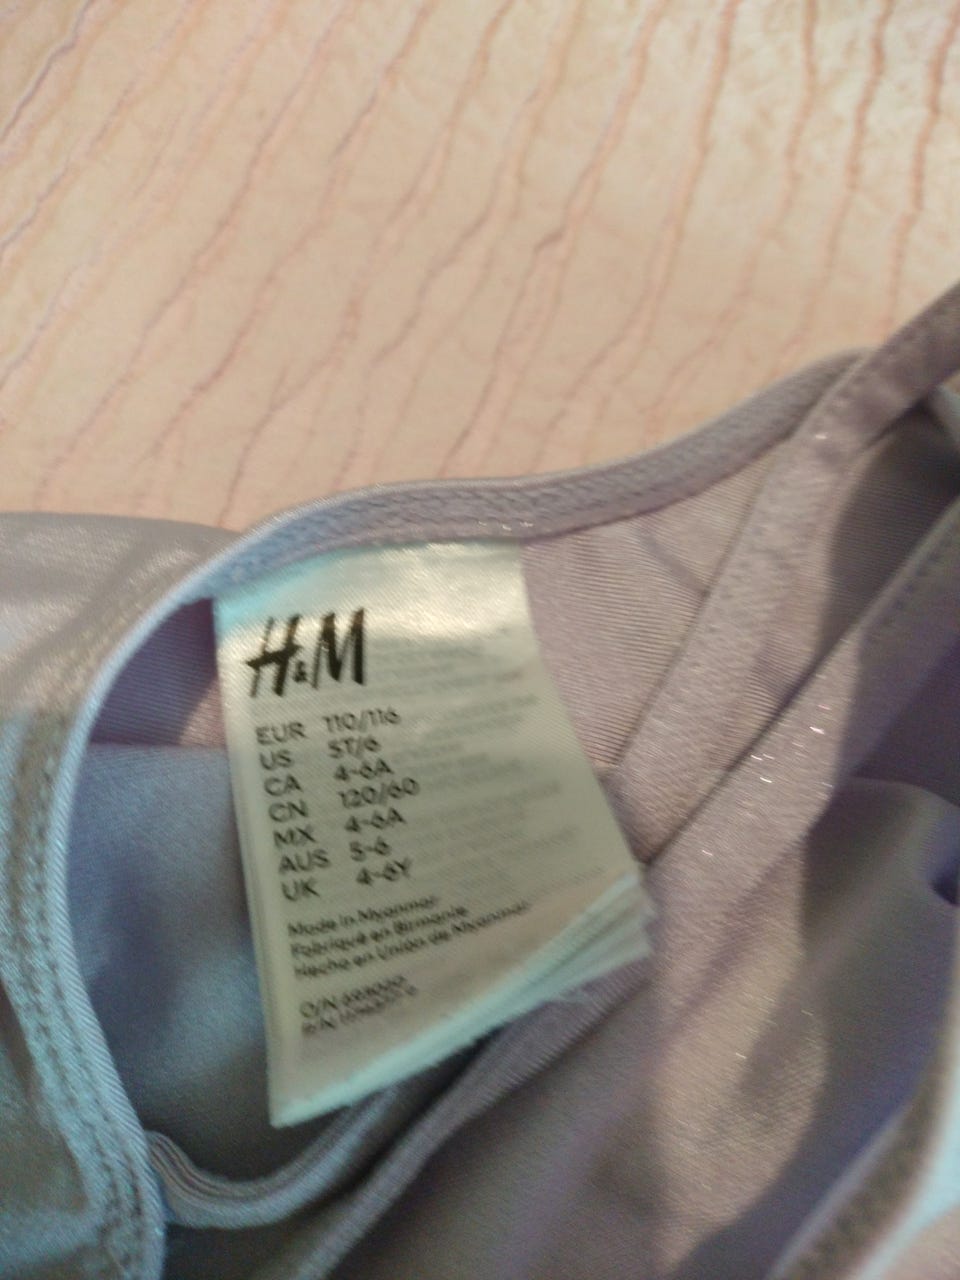 H&M
EUR 110/116
US 5T/6
CA 4-6A
CN 120/60
MX 4-6A
AUS 5-6
UK 4-6Y
Made in Myanmar
Fabriqué en Birmanie
Hecho en Unión de Myanmar
O/N